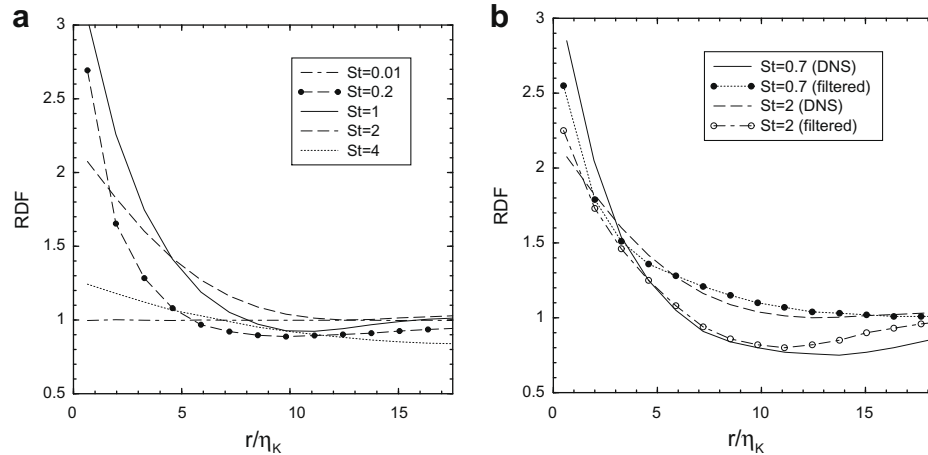 a
3
2.5
2
1.5
1
0.5
0
5
10
15
RDF
r/ηK
St=0.01
St=0.2
St=1
St=2
St=4
b
3
2.5
2
1.5
1
0.5
0
5
10
15
RDF
r/ηK
St=0.7 (DNS)
St=0.7 (filtered)
St=2 (DNS)
St=2 (filtered)